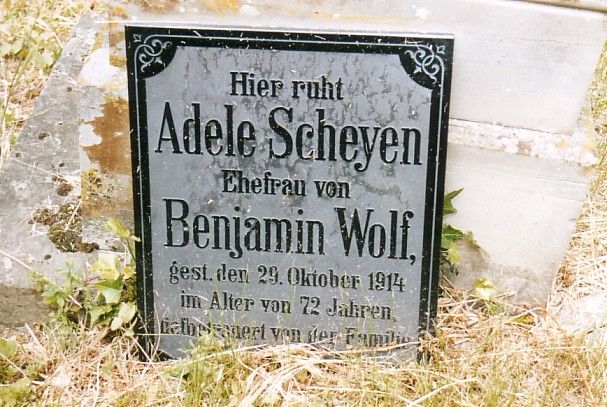 Hier ruht
Adele Scheyen
Ehefrau von
Benjamin Wolf,
gest. den 29. Oktober 1914
im Alter von 72 Jahren,
von der Familie